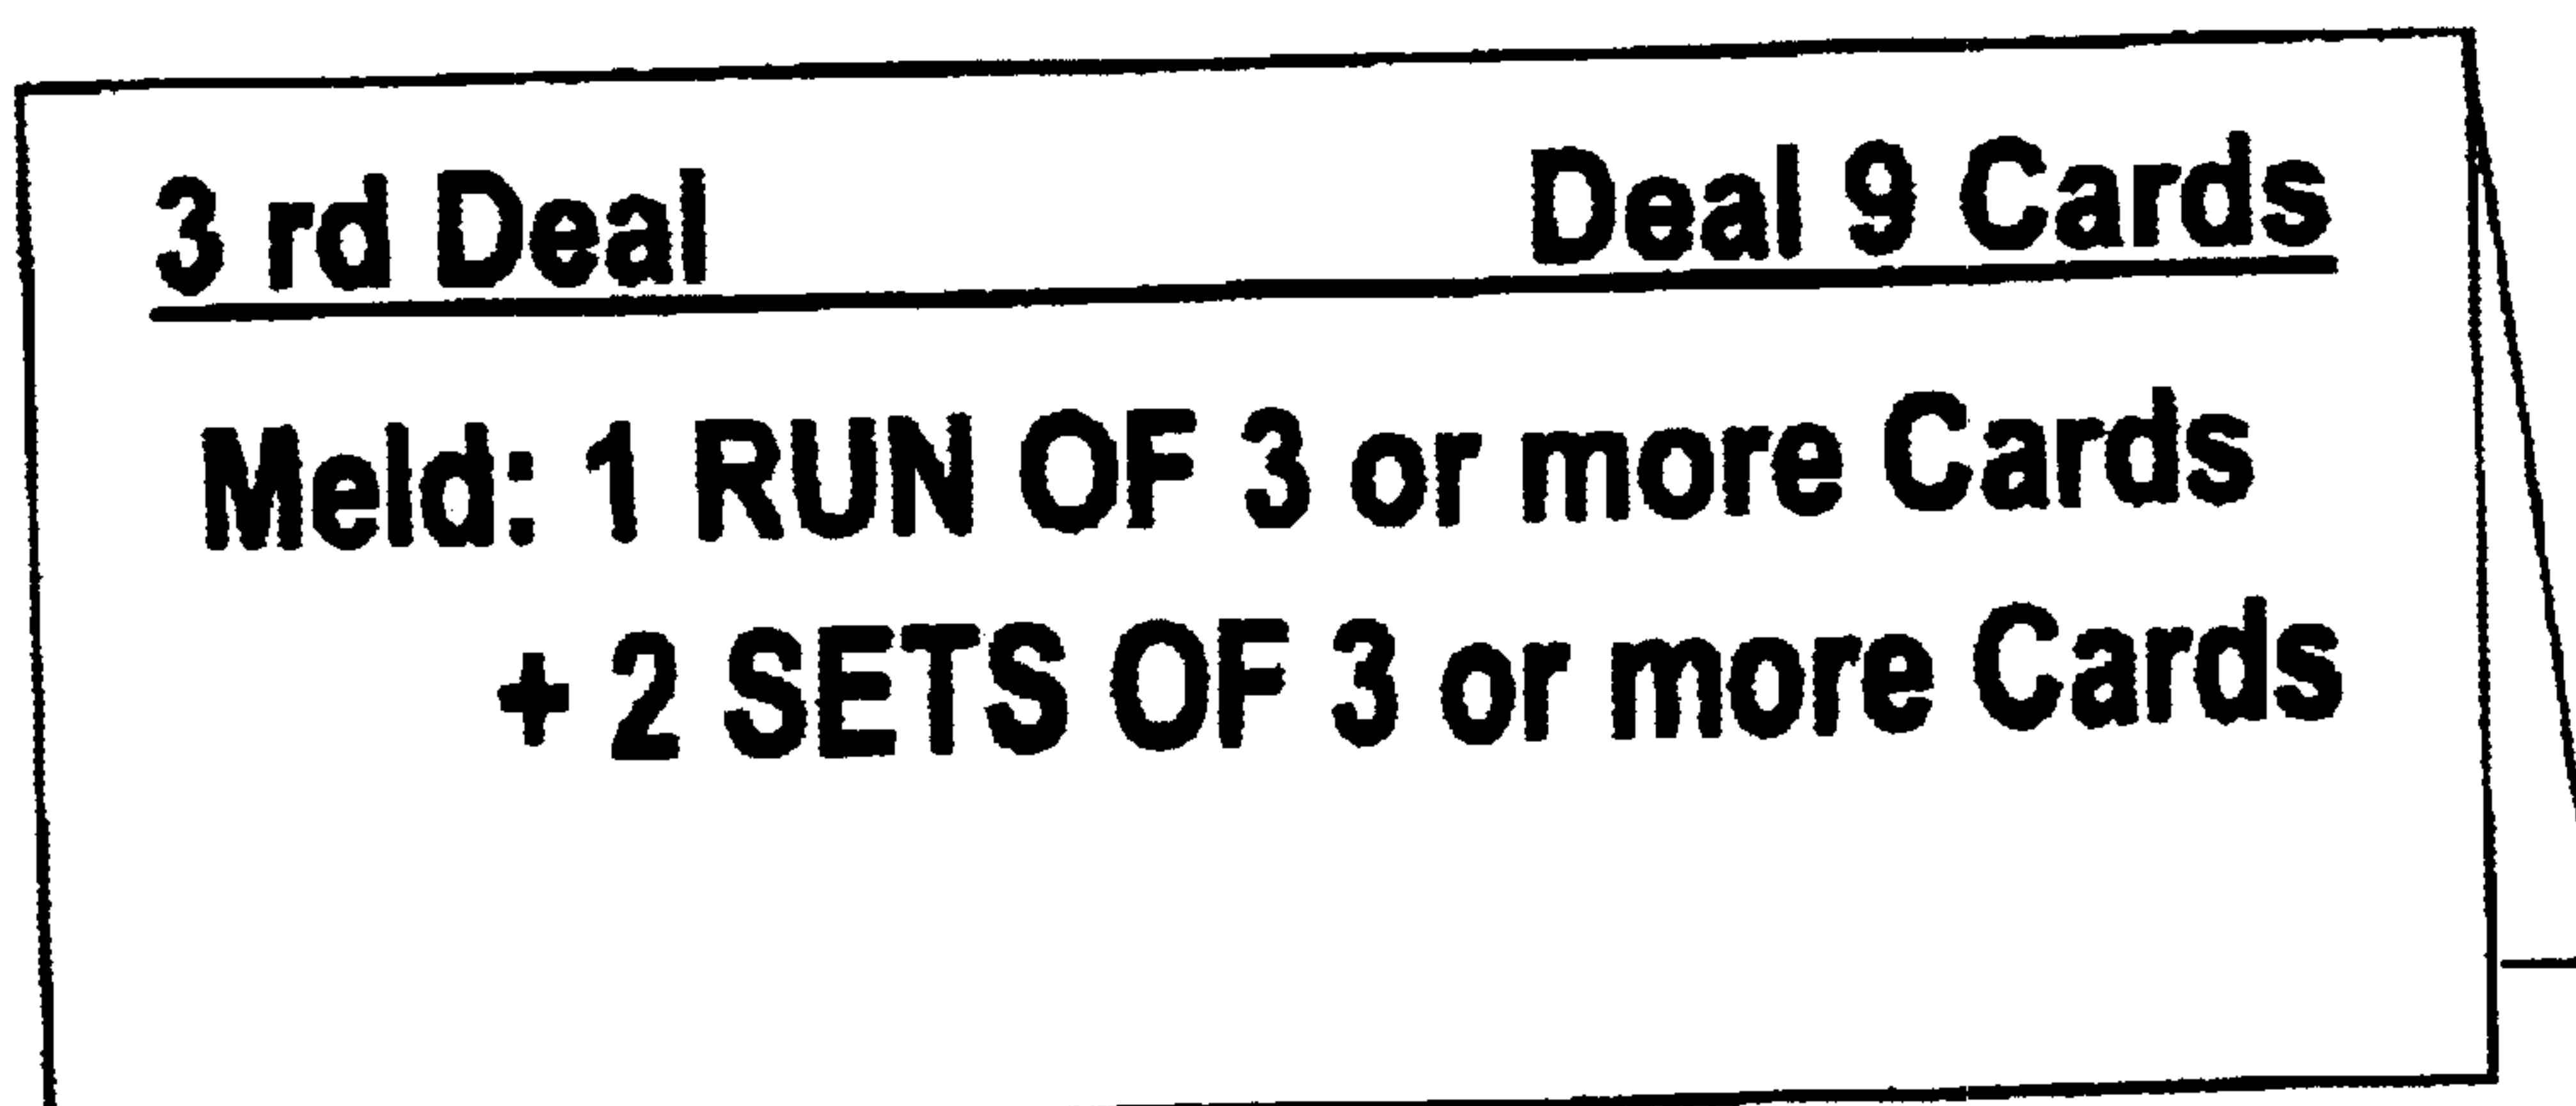 3 rd Deal Deal 9 Cards
Meld: 1 RUN OF 3 or more Cards
+ 2 SETS OF 3 or more Cards